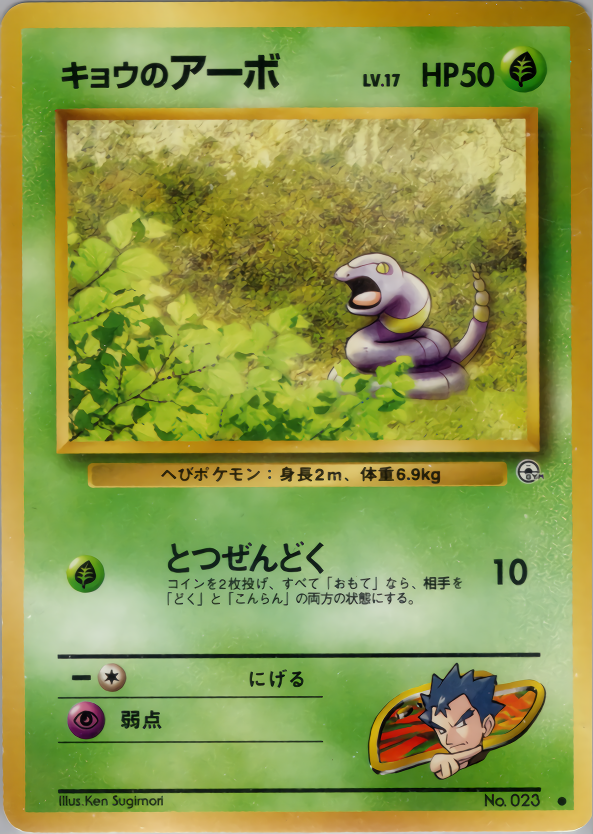 キョウのアーボ LV.17 HP50
へびポケモン：身長2m、体重6.9kg
GYM
とつぜんどく 10
コインを2枚投げ、すべて「おもて」なら、相手を
「どく」と「こんらん」の両方の状態にする。
ー にげる
弱点
Illus.Ken Sugimori No. 023 ●